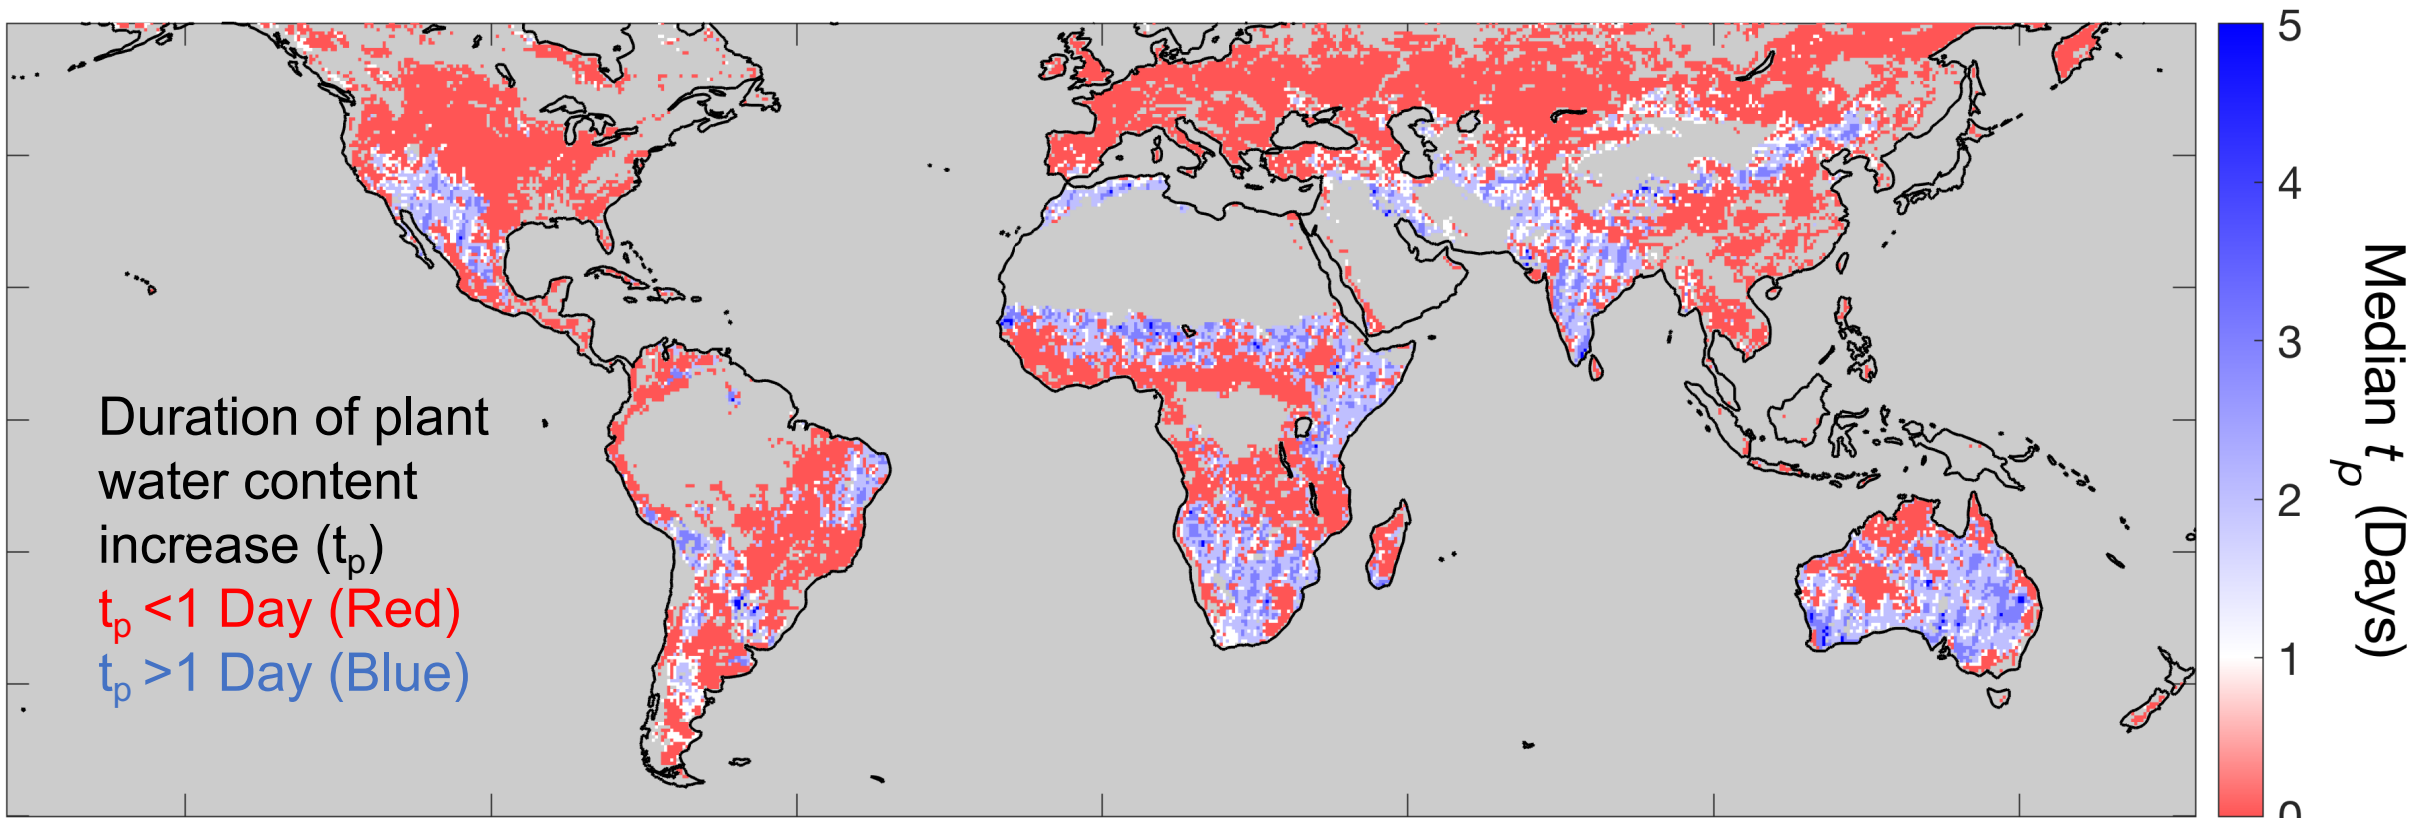 Duration of plant
water content
increase (tp)
tp <1 Day (Red)
tp >1 Day (Blue)
5
4
3
2
1
0
Median tp (Days)